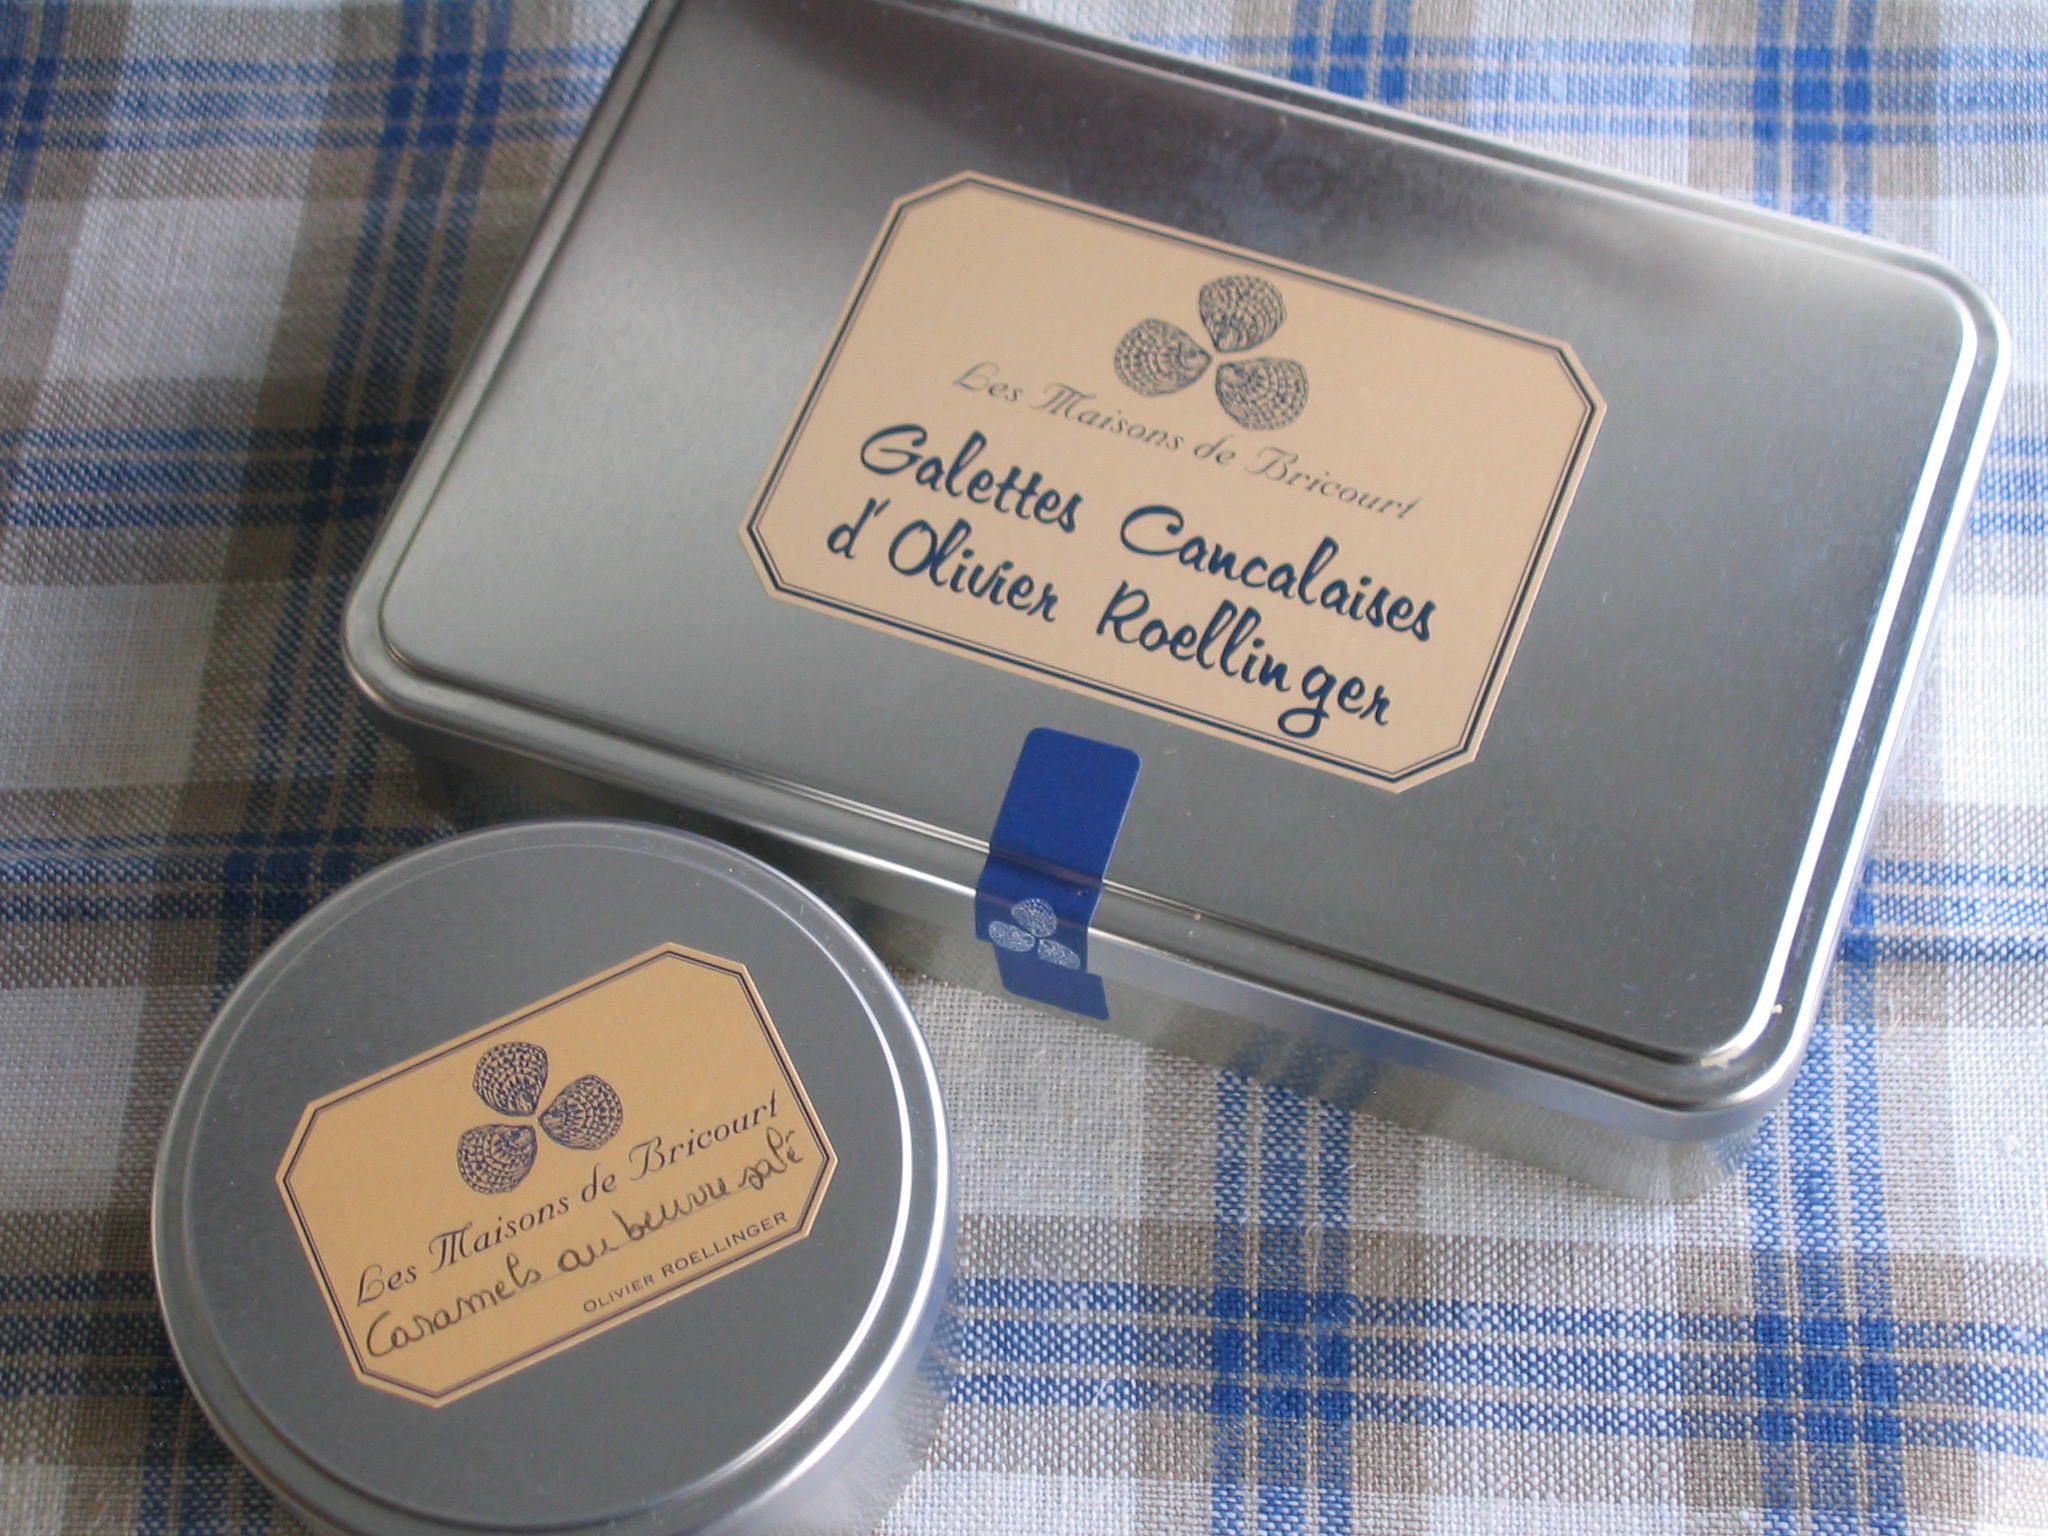 Les Maisons de Bricourt
Galettes Cancalaises
d'Olivier Roellinger
Les Maisons de Bricourt
Caramels au beurre salé
OLIVIER ROELLINGER